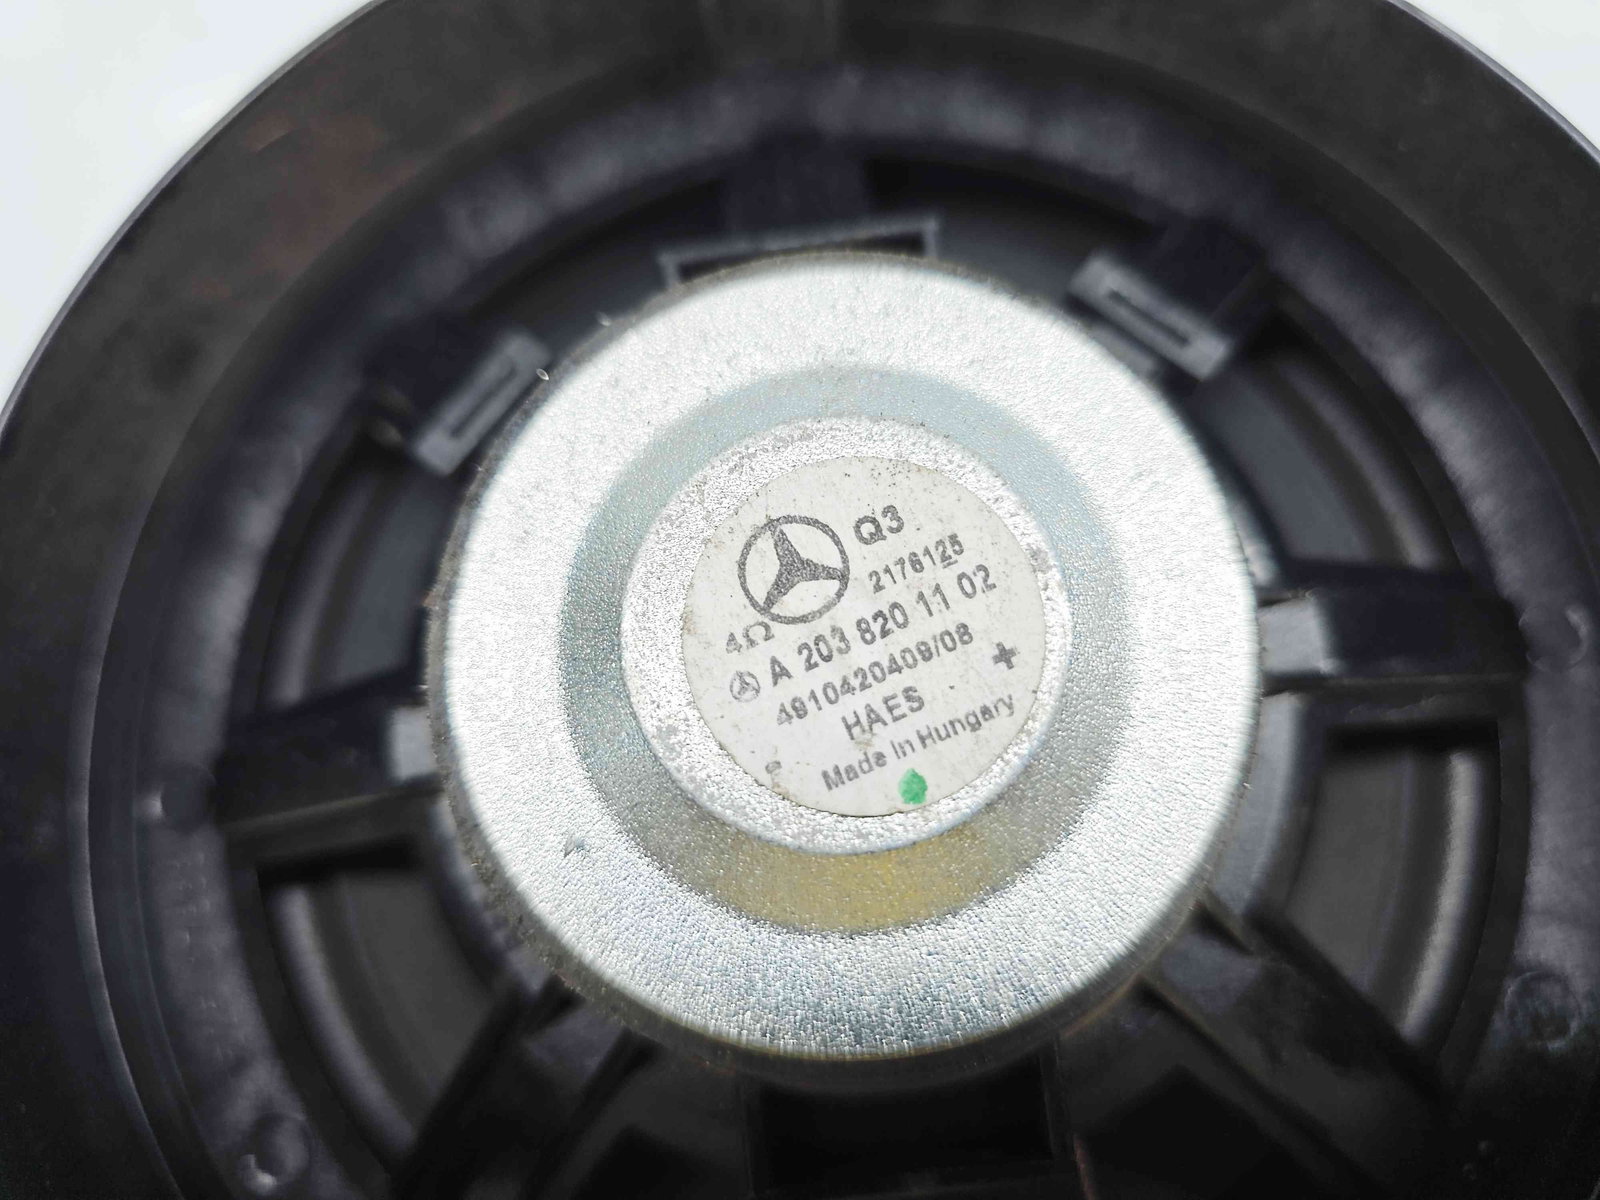 Q3
2176125
4Ω
A 203 820 11 02
4910420409/08
+
HAES
-
Made in Hungary